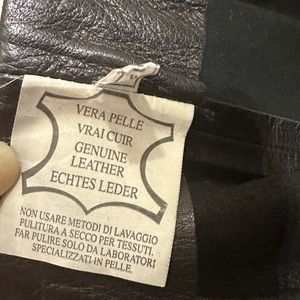 VERA PELLE
VRAI CUIR
GENUINE
LEATHER
ECHTES LEDER
NON USARE METODI DI LAVAGGIO
PULITURA A SECCO PER TESSUTI.
FAR PULIRE SOLO DA LABORATORI
SPECIALIZZATI IN PELLE.